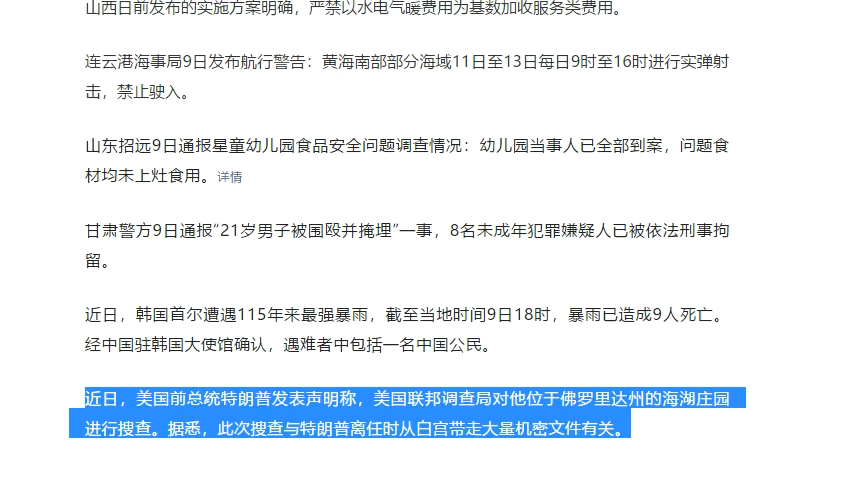 山西日前发布的实施方案明确，严禁以水电气暖费用为基数加收服务类费用。
连云港海事局9日发布航行警告：黄海南部部分海域11日至13日每日9时至16时进行实弹射
击，禁止驶入。
山东招远9日通报星童幼儿园食品安全问题调查情况：幼儿园当事人已全部到案，问题食
材均未上灶食用。详情
甘肃警方9日通报“21岁男子被围殴并掩埋”一事，8名未成年犯罪嫌疑人已被依法刑事拘
留。
近日，韩国首尔遭遇115年来最强暴雨，截至当地时间9日18时，暴雨已造成9人死亡。
经中国驻韩国大使馆确认，遇难者中包括一名中国公民。
近日，美国前总统特朗普发表声明称，美国联邦调查局对他位于佛罗里达州的海湖庄园
进行搜查。据悉，此次搜查与特朗普离任时从白宫带走大量机密文件有关。